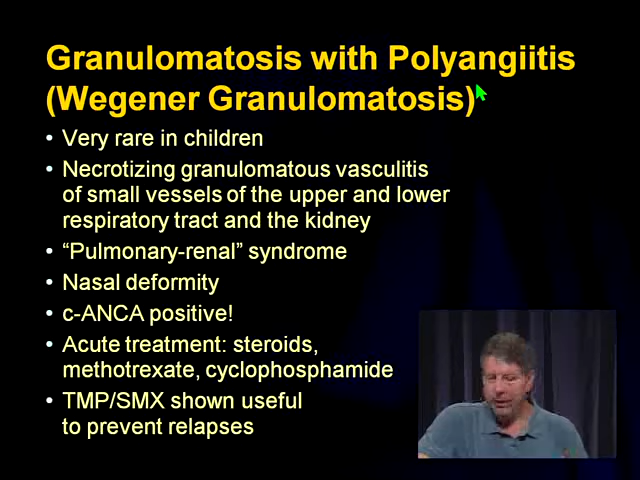 Granulomatosis with Polyangiitis
(Wegener Granulomatosis)
• Very rare in children
• Necrotizing granulomatous vasculitis
of small vessels of the upper and lower
respiratory tract and the kidney
• “Pulmonary-renal” syndrome
• Nasal deformity
• c-ANCA positive!
• Acute treatment: steroids,
methotrexate, cyclophosphamide
• TMP/SMX shown useful
to prevent relapses